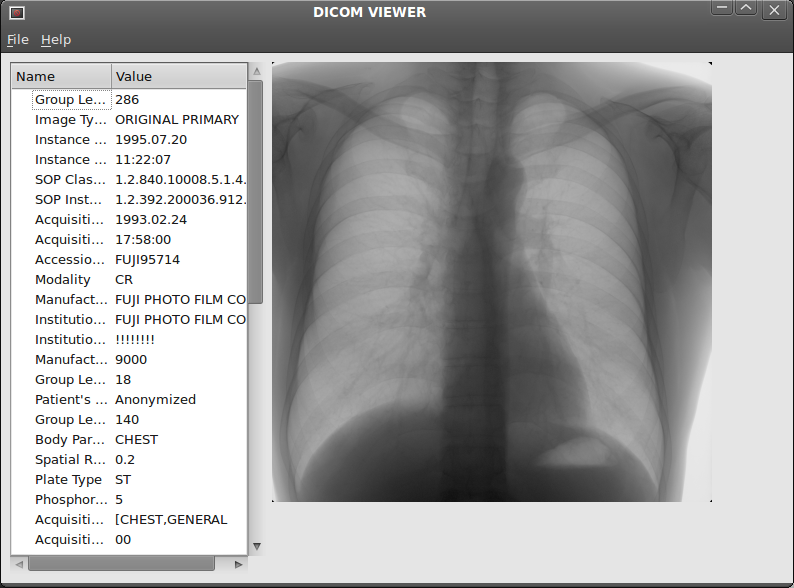 DICOM VIEWER
File Help
Name Value
Group Le... 286
Image Ty... ORIGINAL PRIMARY
Instance ... 1995.07.20
Instance ... 11:22:07
SOP Clas... 1.2.840.10008.5.1.4.
SOP Inst... 1.2.392.200036.912.
Acquisiti... 1993.02.24
Acquisiti... 17:58:00
Accessio... FUJI95714
Modality CR
Manufact... FUJI PHOTO FILM CO
Institutio... FUJI PHOTO FILM CO
Institutio... !!!!!!!!
Manufact... 9000
Group Le... 18
Patient's ... Anonymized
Group Le... 140
Body Par... CHEST
Spatial R... 0.2
Plate Type ST
Phosphor... 5
Acquisiti... [CHEST,GENERAL
Acquisiti... 00